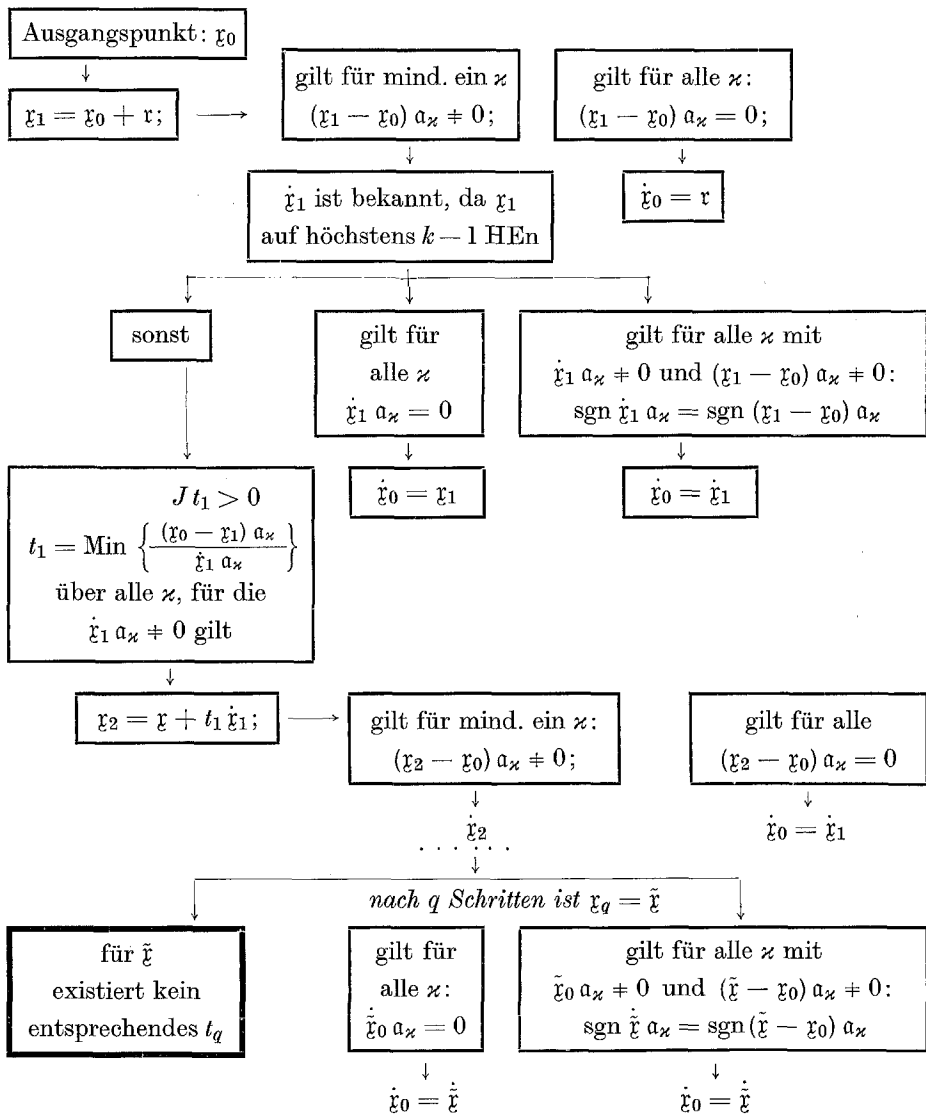 Ausgangspunkt: 𝔵₀
↓
𝔵₁ = 𝔵₀ + 𝔯; →
gilt für mind. ein ϰ
(𝔵₁ − 𝔵₀) 𝔞_ϰ ≠ 0;
gilt für alle ϰ:
(𝔵₁ − 𝔵₀) 𝔞_ϰ = 0;
↓ ↓
𝔵̇₁ ist bekannt, da 𝔵₁
auf höchstens k − 1 HEn
𝔵̇₀ = 𝔯
↓ ↓ ↓
sonst
gilt für
alle ϰ
𝔵̇₁ 𝔞_ϰ = 0
gilt für alle ϰ mit
𝔵̇₁ 𝔞_ϰ ≠ 0 und (𝔵₁ − 𝔵₀) 𝔞_ϰ ≠ 0:
sgn 𝔵̇₁ 𝔞_ϰ = sgn (𝔵₁ − 𝔵₀) 𝔞_ϰ
↓ ↓ ↓
𝔵̇₀ = 𝔵₁
𝔵̇₀ = 𝔵̇₁
J t₁ > 0
t₁ = Min { (𝔵₀ − 𝔵₁) 𝔞_ϰ / 𝔵̇₁ 𝔞_ϰ }
über alle ϰ, für die
𝔵̇₁ 𝔞_ϰ ≠ 0 gilt
↓
𝔵₂ = 𝔵 + t₁ 𝔵̇₁; →
gilt für mind. ein ϰ:
(𝔵₂ − 𝔵₀) 𝔞_ϰ ≠ 0;
gilt für alle
(𝔵₂ − 𝔵₀) 𝔞_ϰ = 0
↓ ↓
𝔵̇₂
𝔵̇₀ = 𝔵̇₁
. . . . . .
↓
nach q Schritten ist 𝔵_q = 𝔵̃
↓ ↓
für 𝔵̃
existiert kein
entsprechendes t_q
gilt für
alle ϰ:
𝔵̃̇₀ 𝔞_ϰ = 0
gilt für alle ϰ mit
𝔵̃₀ 𝔞_ϰ ≠ 0 und (𝔵̃ − 𝔵₀) 𝔞_ϰ ≠ 0:
sgn 𝔵̃̇ 𝔞_ϰ = sgn (𝔵̃ − 𝔵₀) 𝔞_ϰ
↓ ↓
𝔵̇₀ = 𝔵̃̇
𝔵̇₀ = 𝔵̃̇